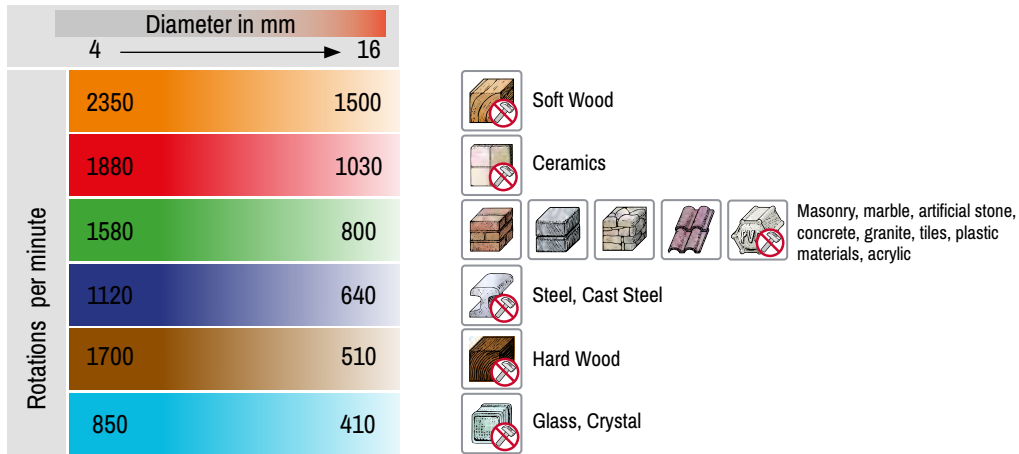 Diameter in mm
4 16
Rotations per minute
2350 1500
Soft Wood
1880 1030
Ceramics
1580 800
Masonry, marble, artificial stone,
concrete, granite, tiles, plastic
materials, acrylic
PV
1120 640
Steel, Cast Steel
1700 510
Hard Wood
850 410
Glass, Crystal